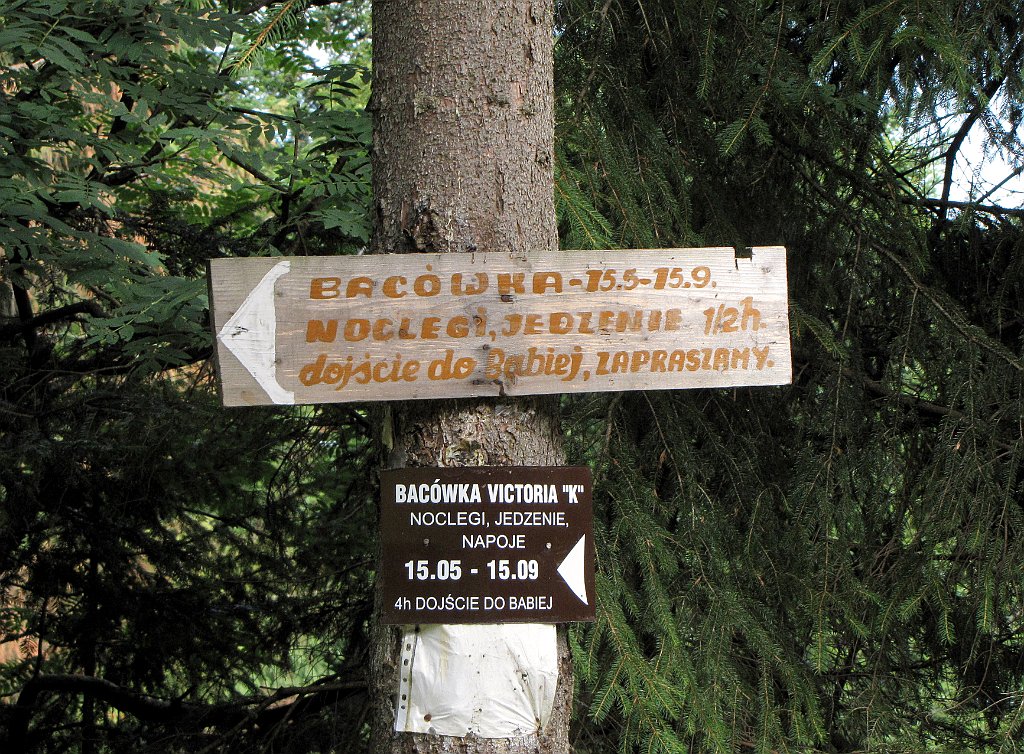 BACÓWKA - 15.5-15.9.
NOCLEGI, JEDZENIE 1/2h.
dojście do Babiej, ZAPRASZAMY.
BACÓWKA VICTORIA "K"
NOCLEGI, JEDZENIE,
NAPOJE
15.05 - 15.09
4h DOJŚCIE DO BABIEJ